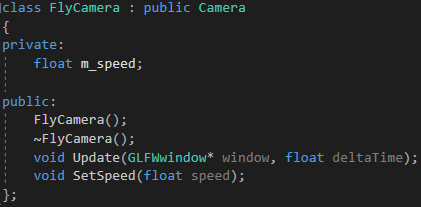 class FlyCamera : public Camera
{
private:
    float m_speed;

public:
    FlyCamera();
    ~FlyCamera();
    void Update(GLFWwindow* window, float deltaTime);
    void SetSpeed(float speed);
};